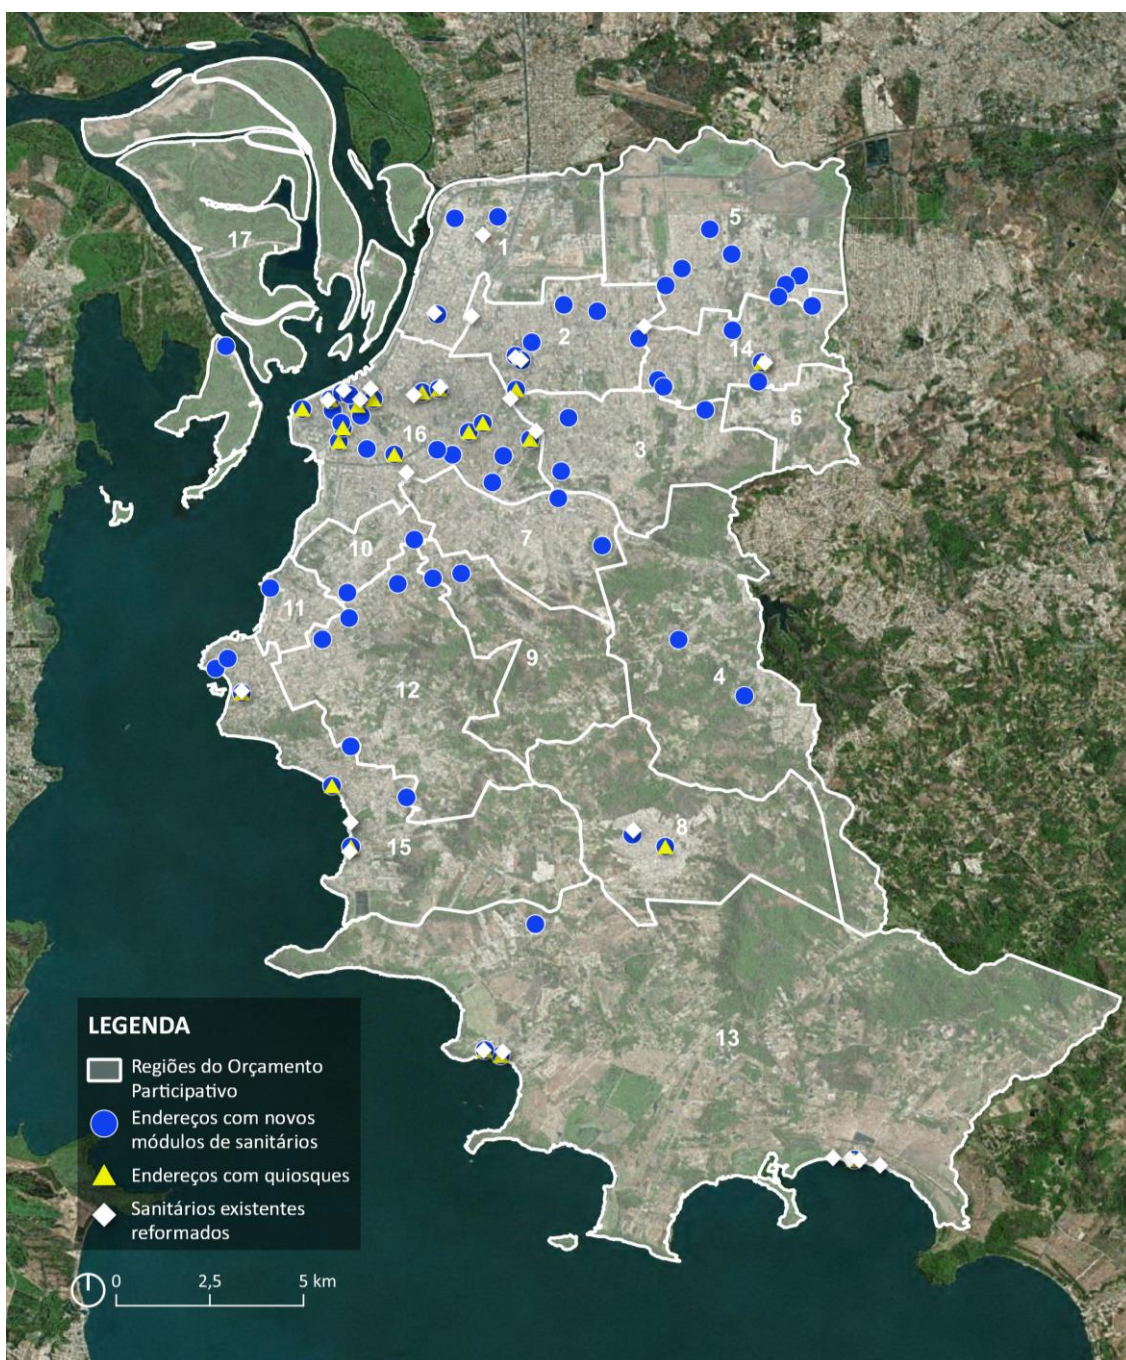 17
1
5
2
14
6
16
3
10
7
11
9
12
4
8
15
13
LEGENDA
Regiões do Orçamento
Participativo
Endereços com novos
módulos de sanitários
Endereços com quiosques
Sanitários existentes
reformados
0 2,5 5 km